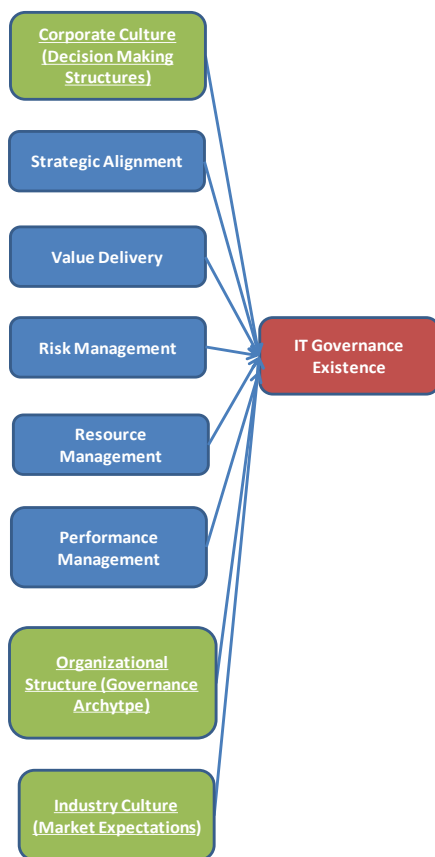 Corporate Culture
(Decision Making
Structures)
Strategic Alignment
Value Delivery
Risk Management
IT Governance
Existence
Resource
Management
Performance
Management
Organizational
Structure (Governance
Archytpe)
Industry Culture
(Market Expectations)